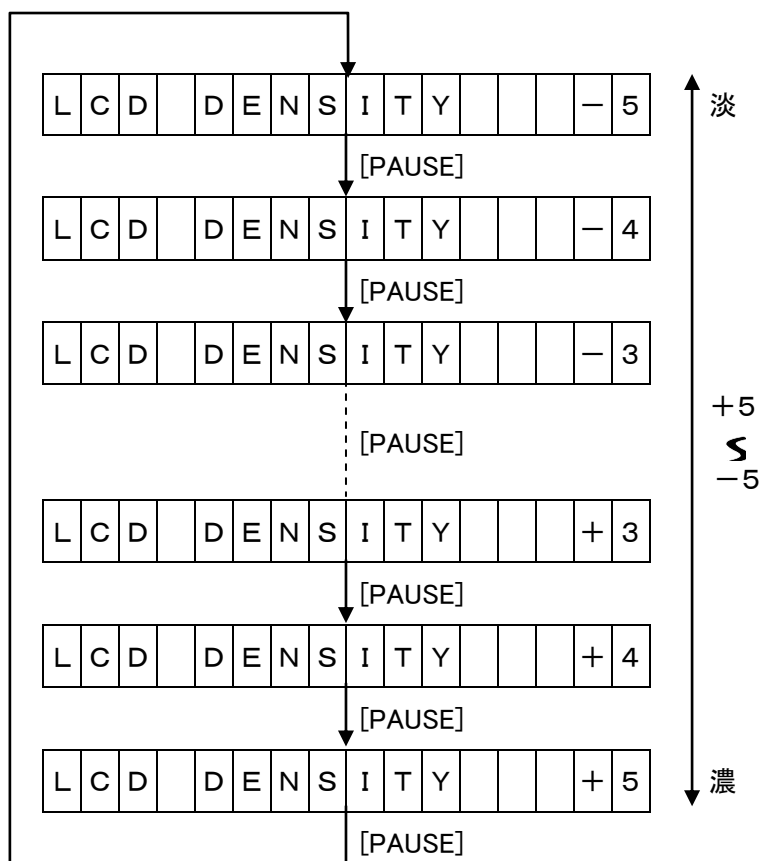 LCD DENSITY   －5
淡
[PAUSE]
LCD DENSITY   －4
[PAUSE]
LCD DENSITY   －3
＋5
[PAUSE]
～
－5
LCD DENSITY   ＋3
[PAUSE]
LCD DENSITY   ＋4
[PAUSE]
LCD DENSITY   ＋5
濃
[PAUSE]